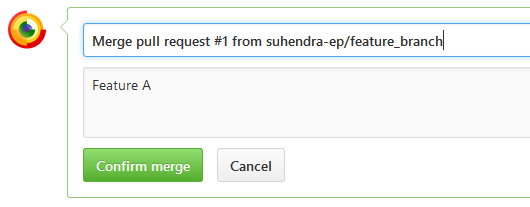 Merge pull request #1 from suhendra-ep/feature_branch
Feature A
Confirm merge
Cancel